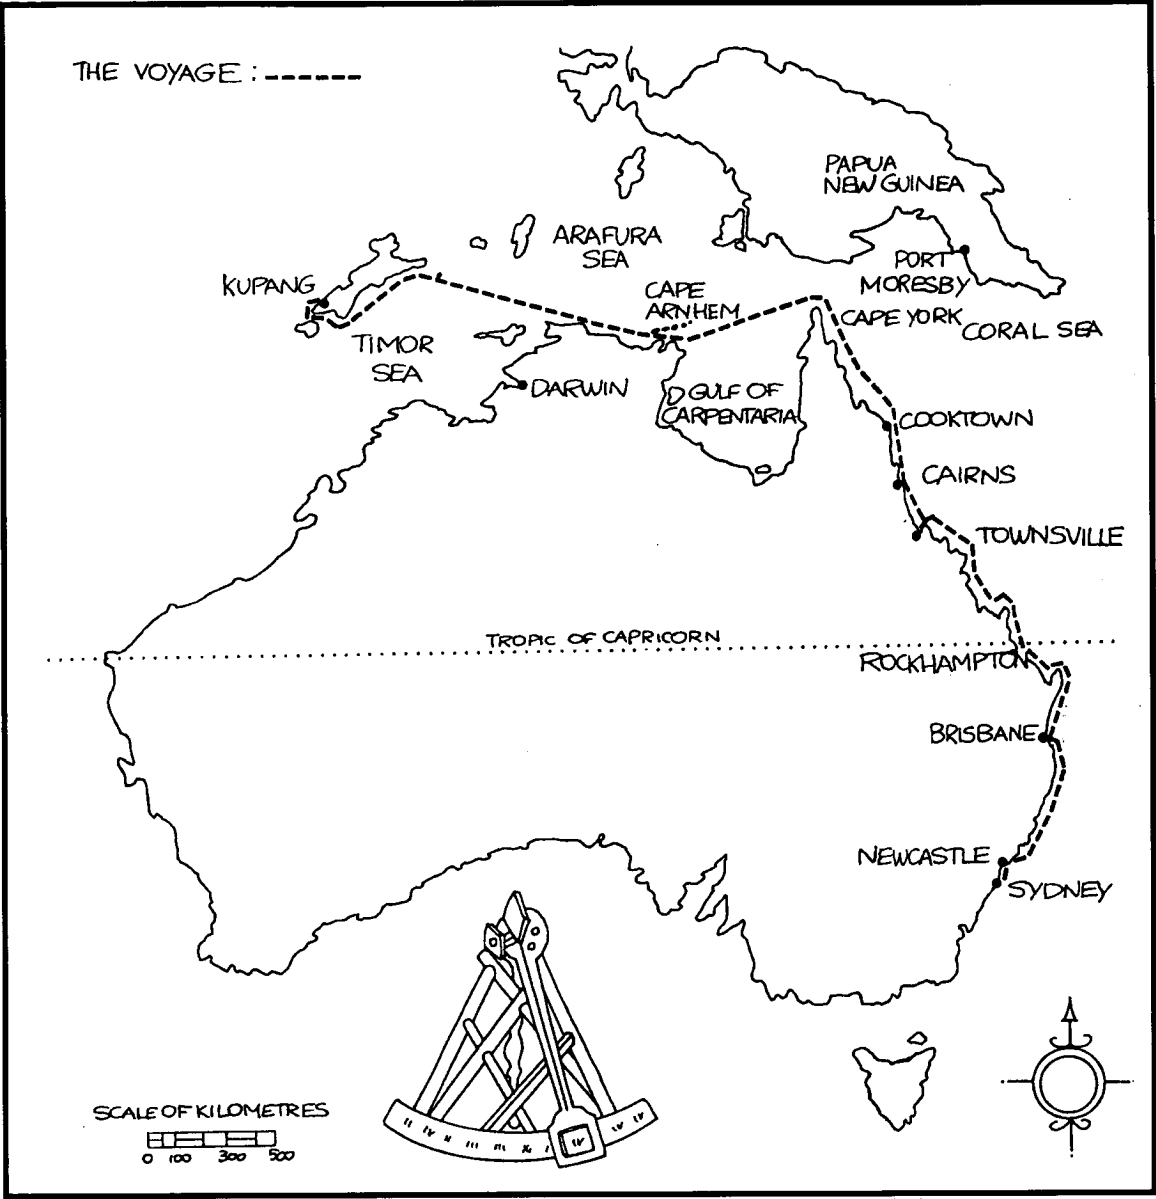 THE VOYAGE :
PAPUA
NEW GUINEA
ARAFURA
SEA
PORT
MORESBY
KUPANG
CAPE
ARNHEM
CAPE YORK
CORAL SEA
TIMOR
SEA
DARWIN
GULF OF
CARPENTARIA
COOKTOWN
CAIRNS
TOWNSVILLE
TROPIC OF CAPRICORN
ROCKHAMPTON
BRISBANE
NEWCASTLE
SYDNEY
SCALE OF KILOMETRES
0 100 300 500